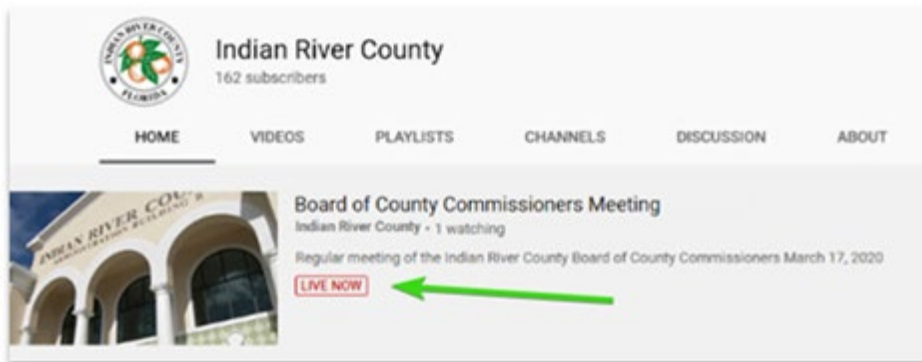 INDIAN RIVER COUNTY
FLORIDA
Indian River County
162 subscribers
HOME VIDEOS PLAYLISTS CHANNELS DISCUSSION ABOUT
INDIAN RIVER COU
ADMINISTRATION BUILDING
Board of County Commissioners Meeting
Indian River County • 1 watching
Regular meeting of the Indian River County Board of County Commissioners March 17, 2020
LIVE NOW